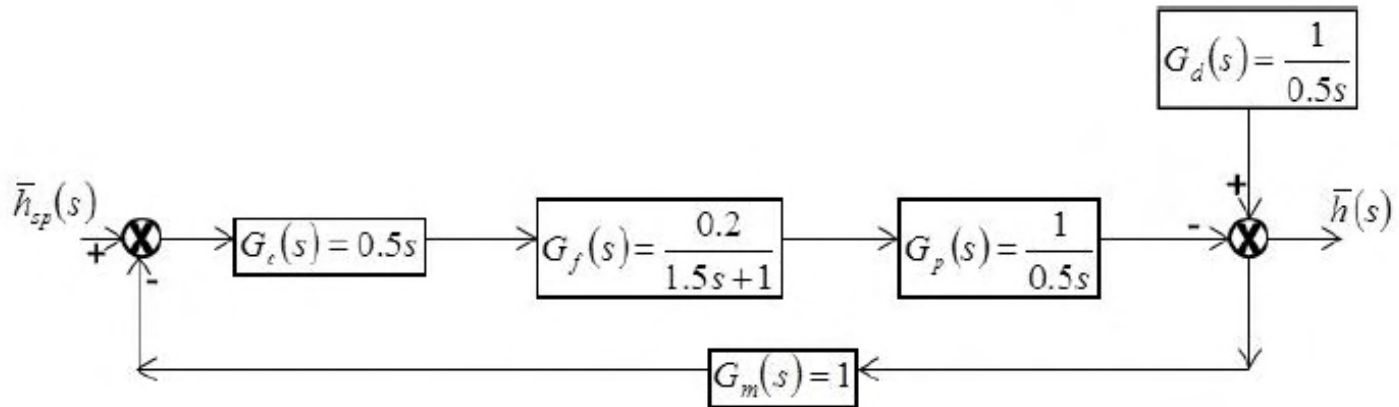 G_d(s) = 1/0.5s
+
h̅_sp(s)
+
-
G_c(s) = 0.5s
G_f(s) = 0.2/1.5s+1
G_p(s) = 1/0.5s
-
h̅(s)
G_m(s) = 1